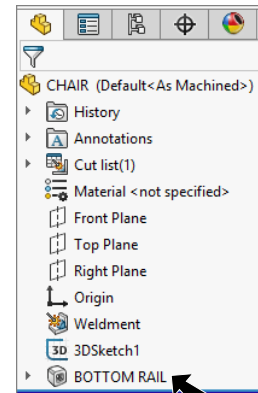 CHAIR (Default<As Machined>)
History
A Annotations
Cut list(1)
Material <not specified>
Front Plane
Top Plane
Right Plane
Origin
Weldment
3D 3DSketch1
BOTTOM RAIL